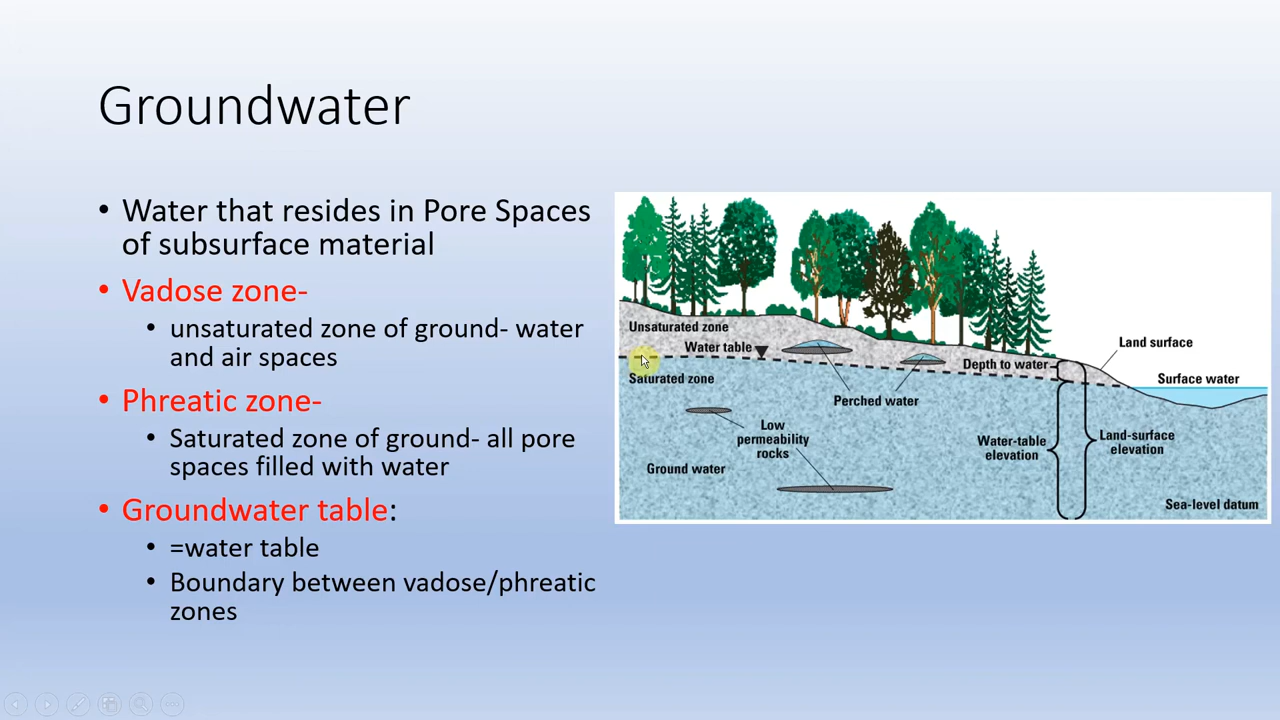 Groundwater
• Water that resides in Pore Spaces
of subsurface material
• Vadose zone-
• unsaturated zone of ground- water
and air spaces
• Phreatic zone-
• Saturated zone of ground- all pore
spaces filled with water
• Groundwater table:
• =water table
• Boundary between vadose/phreatic
zones
Unsaturated zone
Water table
Saturated zone
Land surface
Depth to water
Surface water
Perched water
Low
permeability
rocks
Water-table
elevation
Land-surface
elevation
Ground water
Sea-level datum